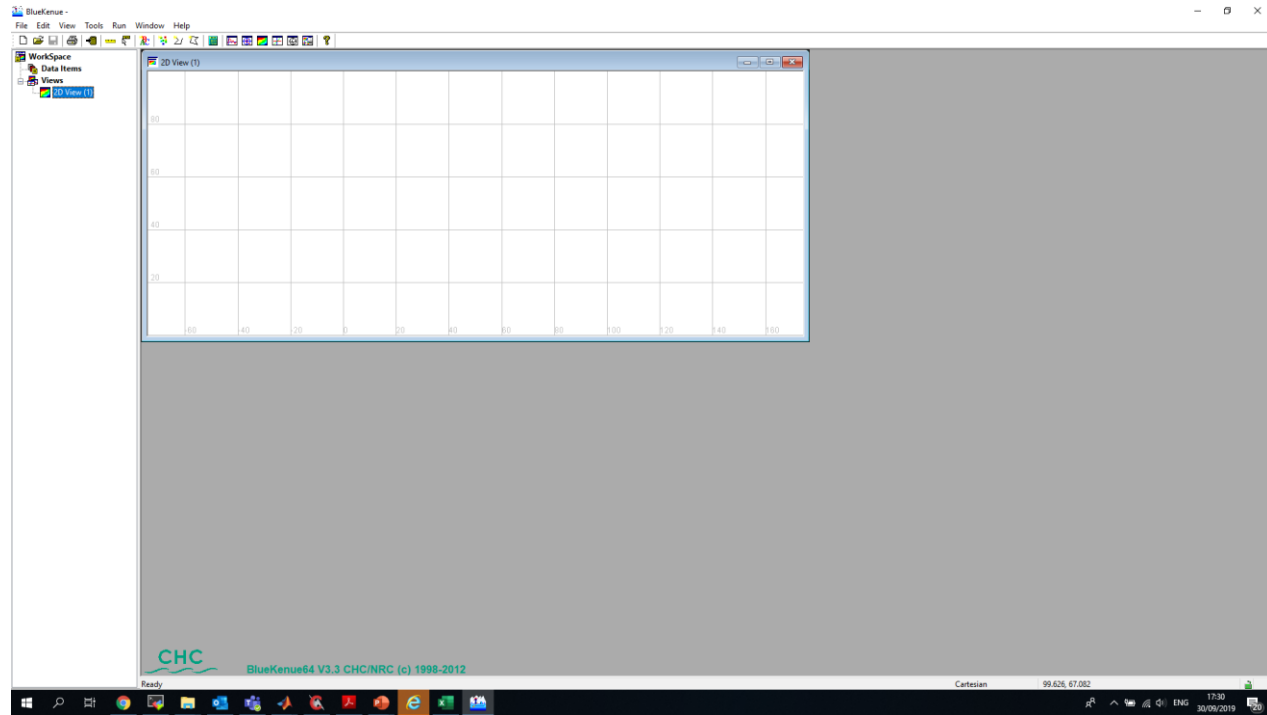 BlueKenue -
File Edit View Tools Run Window Help
WorkSpace
Data Items
Views
2D View (1)
2D View (1)
80
60
40
20
-60 -40 -20 0 20 40 60 80 100 120 140 160
CHC
BlueKenue64 V3.3 CHC/NRC (c) 1998-2012
Ready Cartesian 99.626, 67.082
ENG 17:30
30/09/2019
20